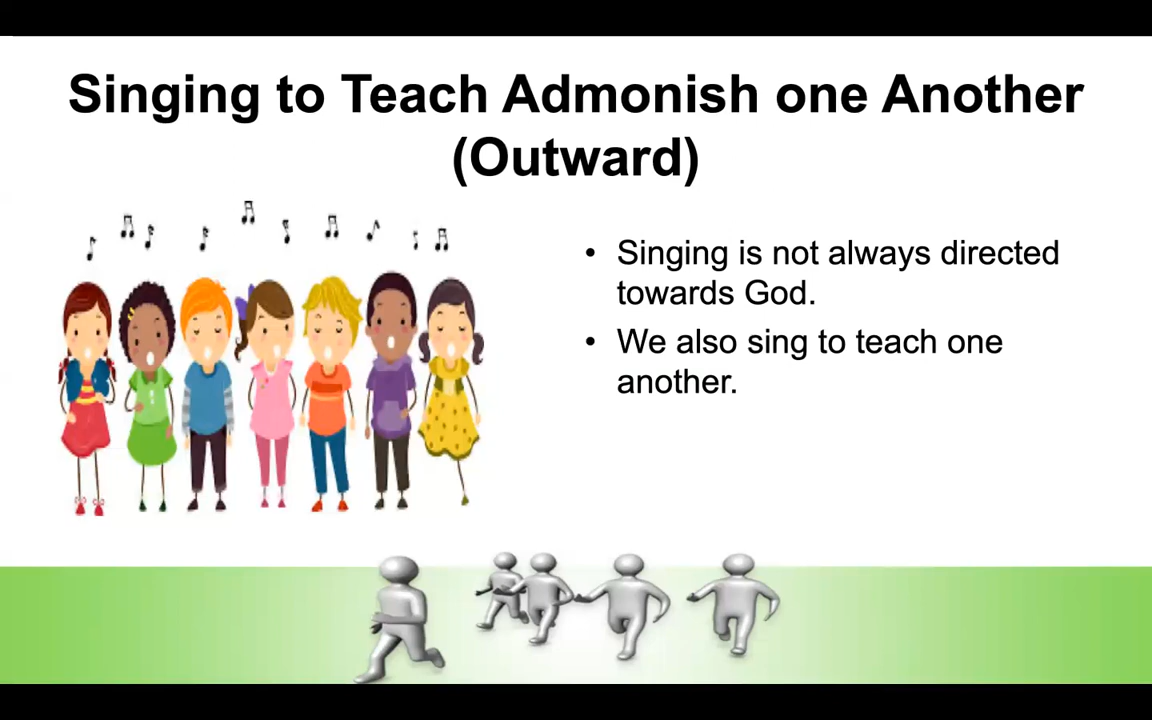 Singing to Teach Admonish one Another
(Outward)
• Singing is not always directed
towards God.
• We also sing to teach one
another.